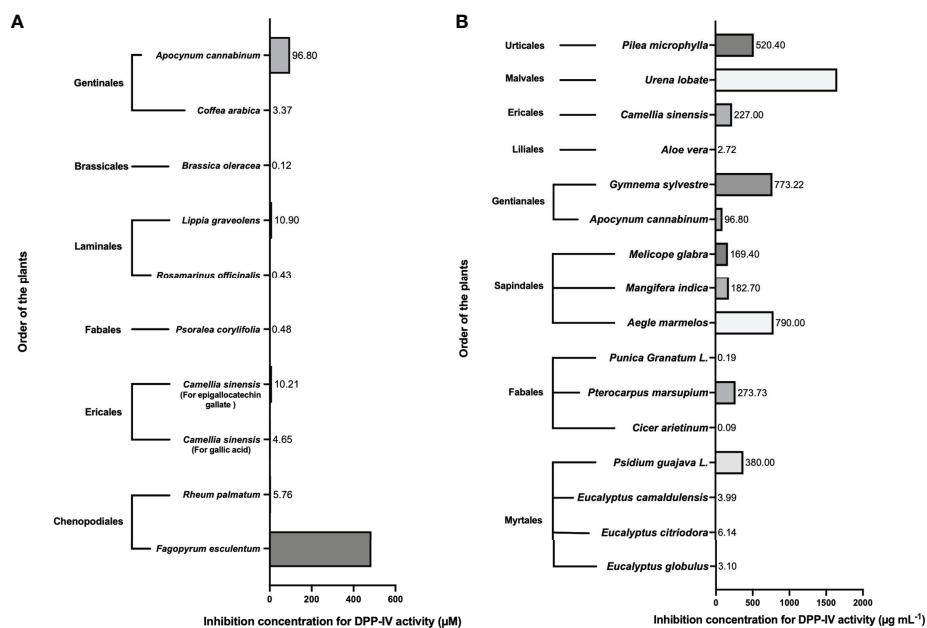 A
Order of the plants
Gentinales
Apocynum cannabinum
96.80
Coffea arabica
3.37
Brassicales
Brassica oleracea
0.12
Laminales
Lippia graveolens
10.90
Rosamarinus officinalis
0.43
Fabales
Psoralea corylifolia
0.48
Ericales
Camellia sinensis
(For epigallocatechin
gallate )
10.21
Camellia sinensis
(For gallic acid)
4.65
Chenopodiales
Rheum palmatum
5.76
Fagopyrum esculentum
0 200 400 600
Inhibition concentration for DPP-IV activity (µM)
B
Order of the plants
Urticales
Pilea microphylla
520.40
Malvales
Urena lobate
Ericales
Camellia sinensis
227.00
Liliales
Aloe vera
2.72
Gentianales
Gymnema sylvestre
773.22
Apocynum cannabinum
96.80
Sapindales
Melicope glabra
169.40
Mangifera indica
182.70
Aegle marmelos
790.00
Fabales
Punica Granatum L.
0.19
Pterocarpus marsupium
273.73
Cicer arietinum
0.09
Myrtales
Psidium guajava L.
380.00
Eucalyptus camaldulensis
3.99
Eucalyptus citriodora
6.14
Eucalyptus globulus
3.10
0 500 1000 1500 2000
Inhibition concentration for DPP-IV activity (µg mL⁻¹)